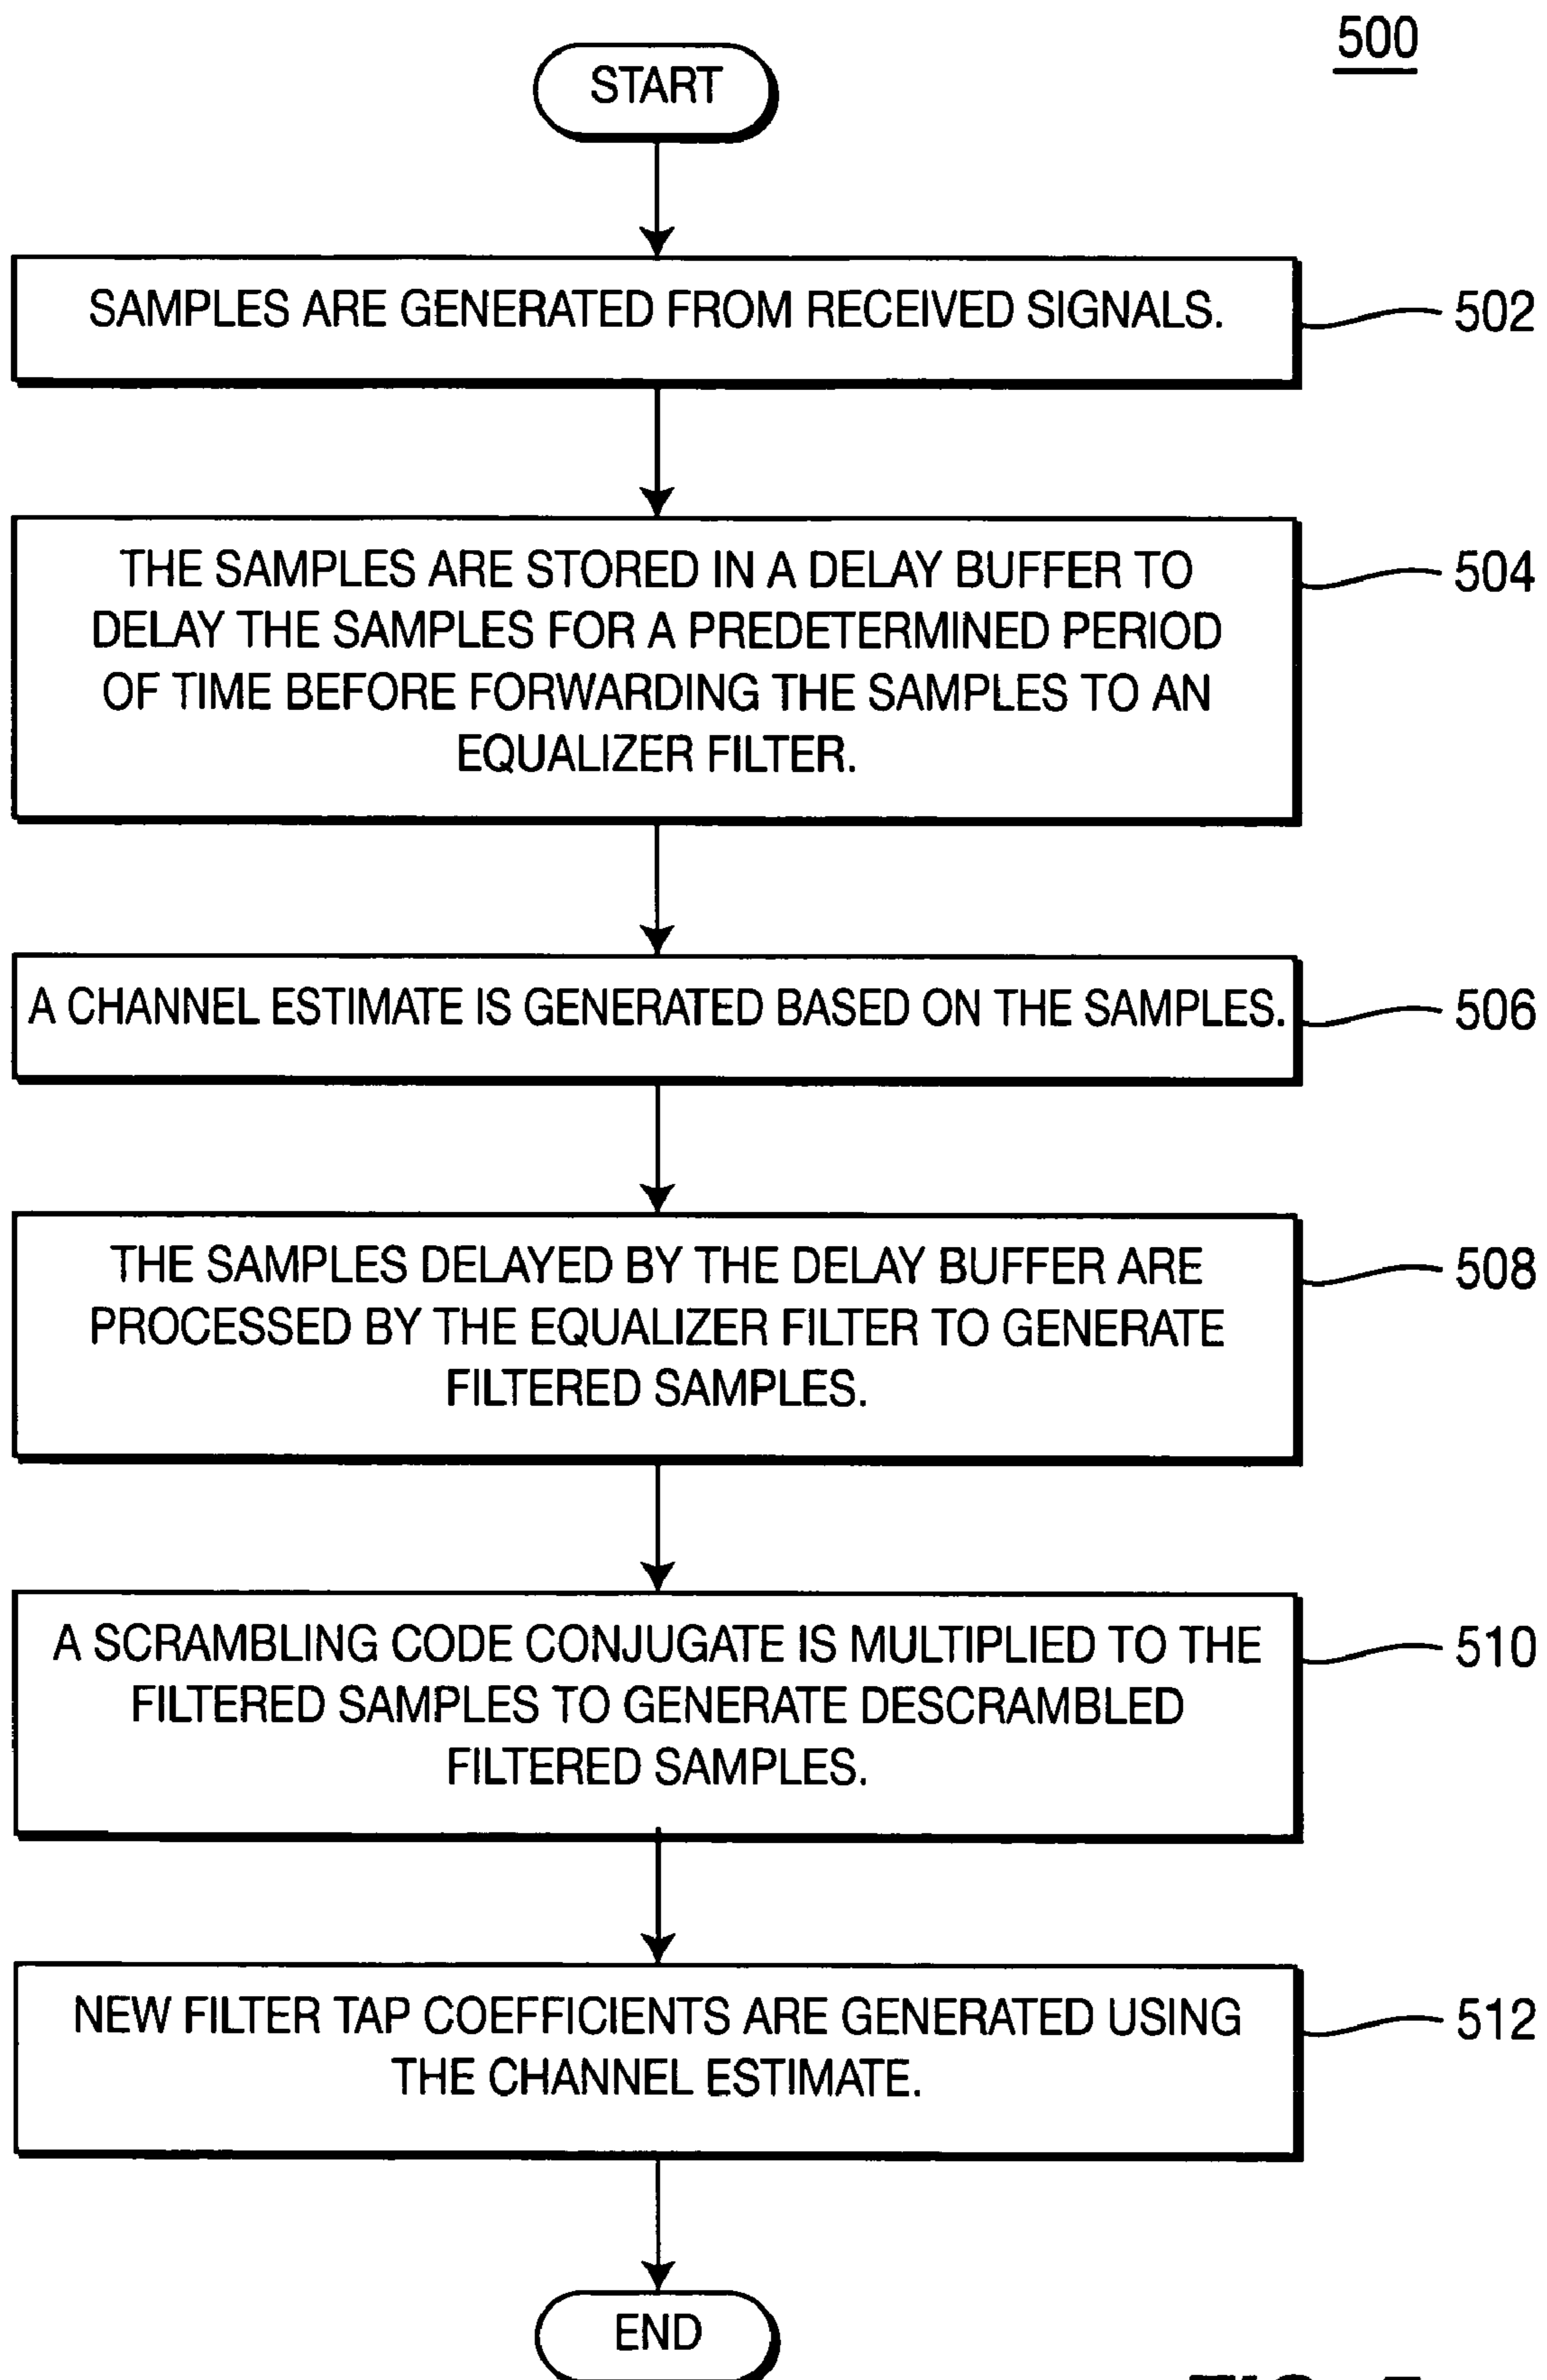 500
START
SAMPLES ARE GENERATED FROM RECEIVED SIGNALS.
502
THE SAMPLES ARE STORED IN A DELAY BUFFER TO
DELAY THE SAMPLES FOR A PREDETERMINED PERIOD
OF TIME BEFORE FORWARDING THE SAMPLES TO AN
EQUALIZER FILTER.
504
A CHANNEL ESTIMATE IS GENERATED BASED ON THE SAMPLES.
506
THE SAMPLES DELAYED BY THE DELAY BUFFER ARE
PROCESSED BY THE EQUALIZER FILTER TO GENERATE
FILTERED SAMPLES.
508
A SCRAMBLING CODE CONJUGATE IS MULTIPLIED TO THE
FILTERED SAMPLES TO GENERATE DESCRAMBLED
FILTERED SAMPLES.
510
NEW FILTER TAP COEFFICIENTS ARE GENERATED USING
THE CHANNEL ESTIMATE.
512
END